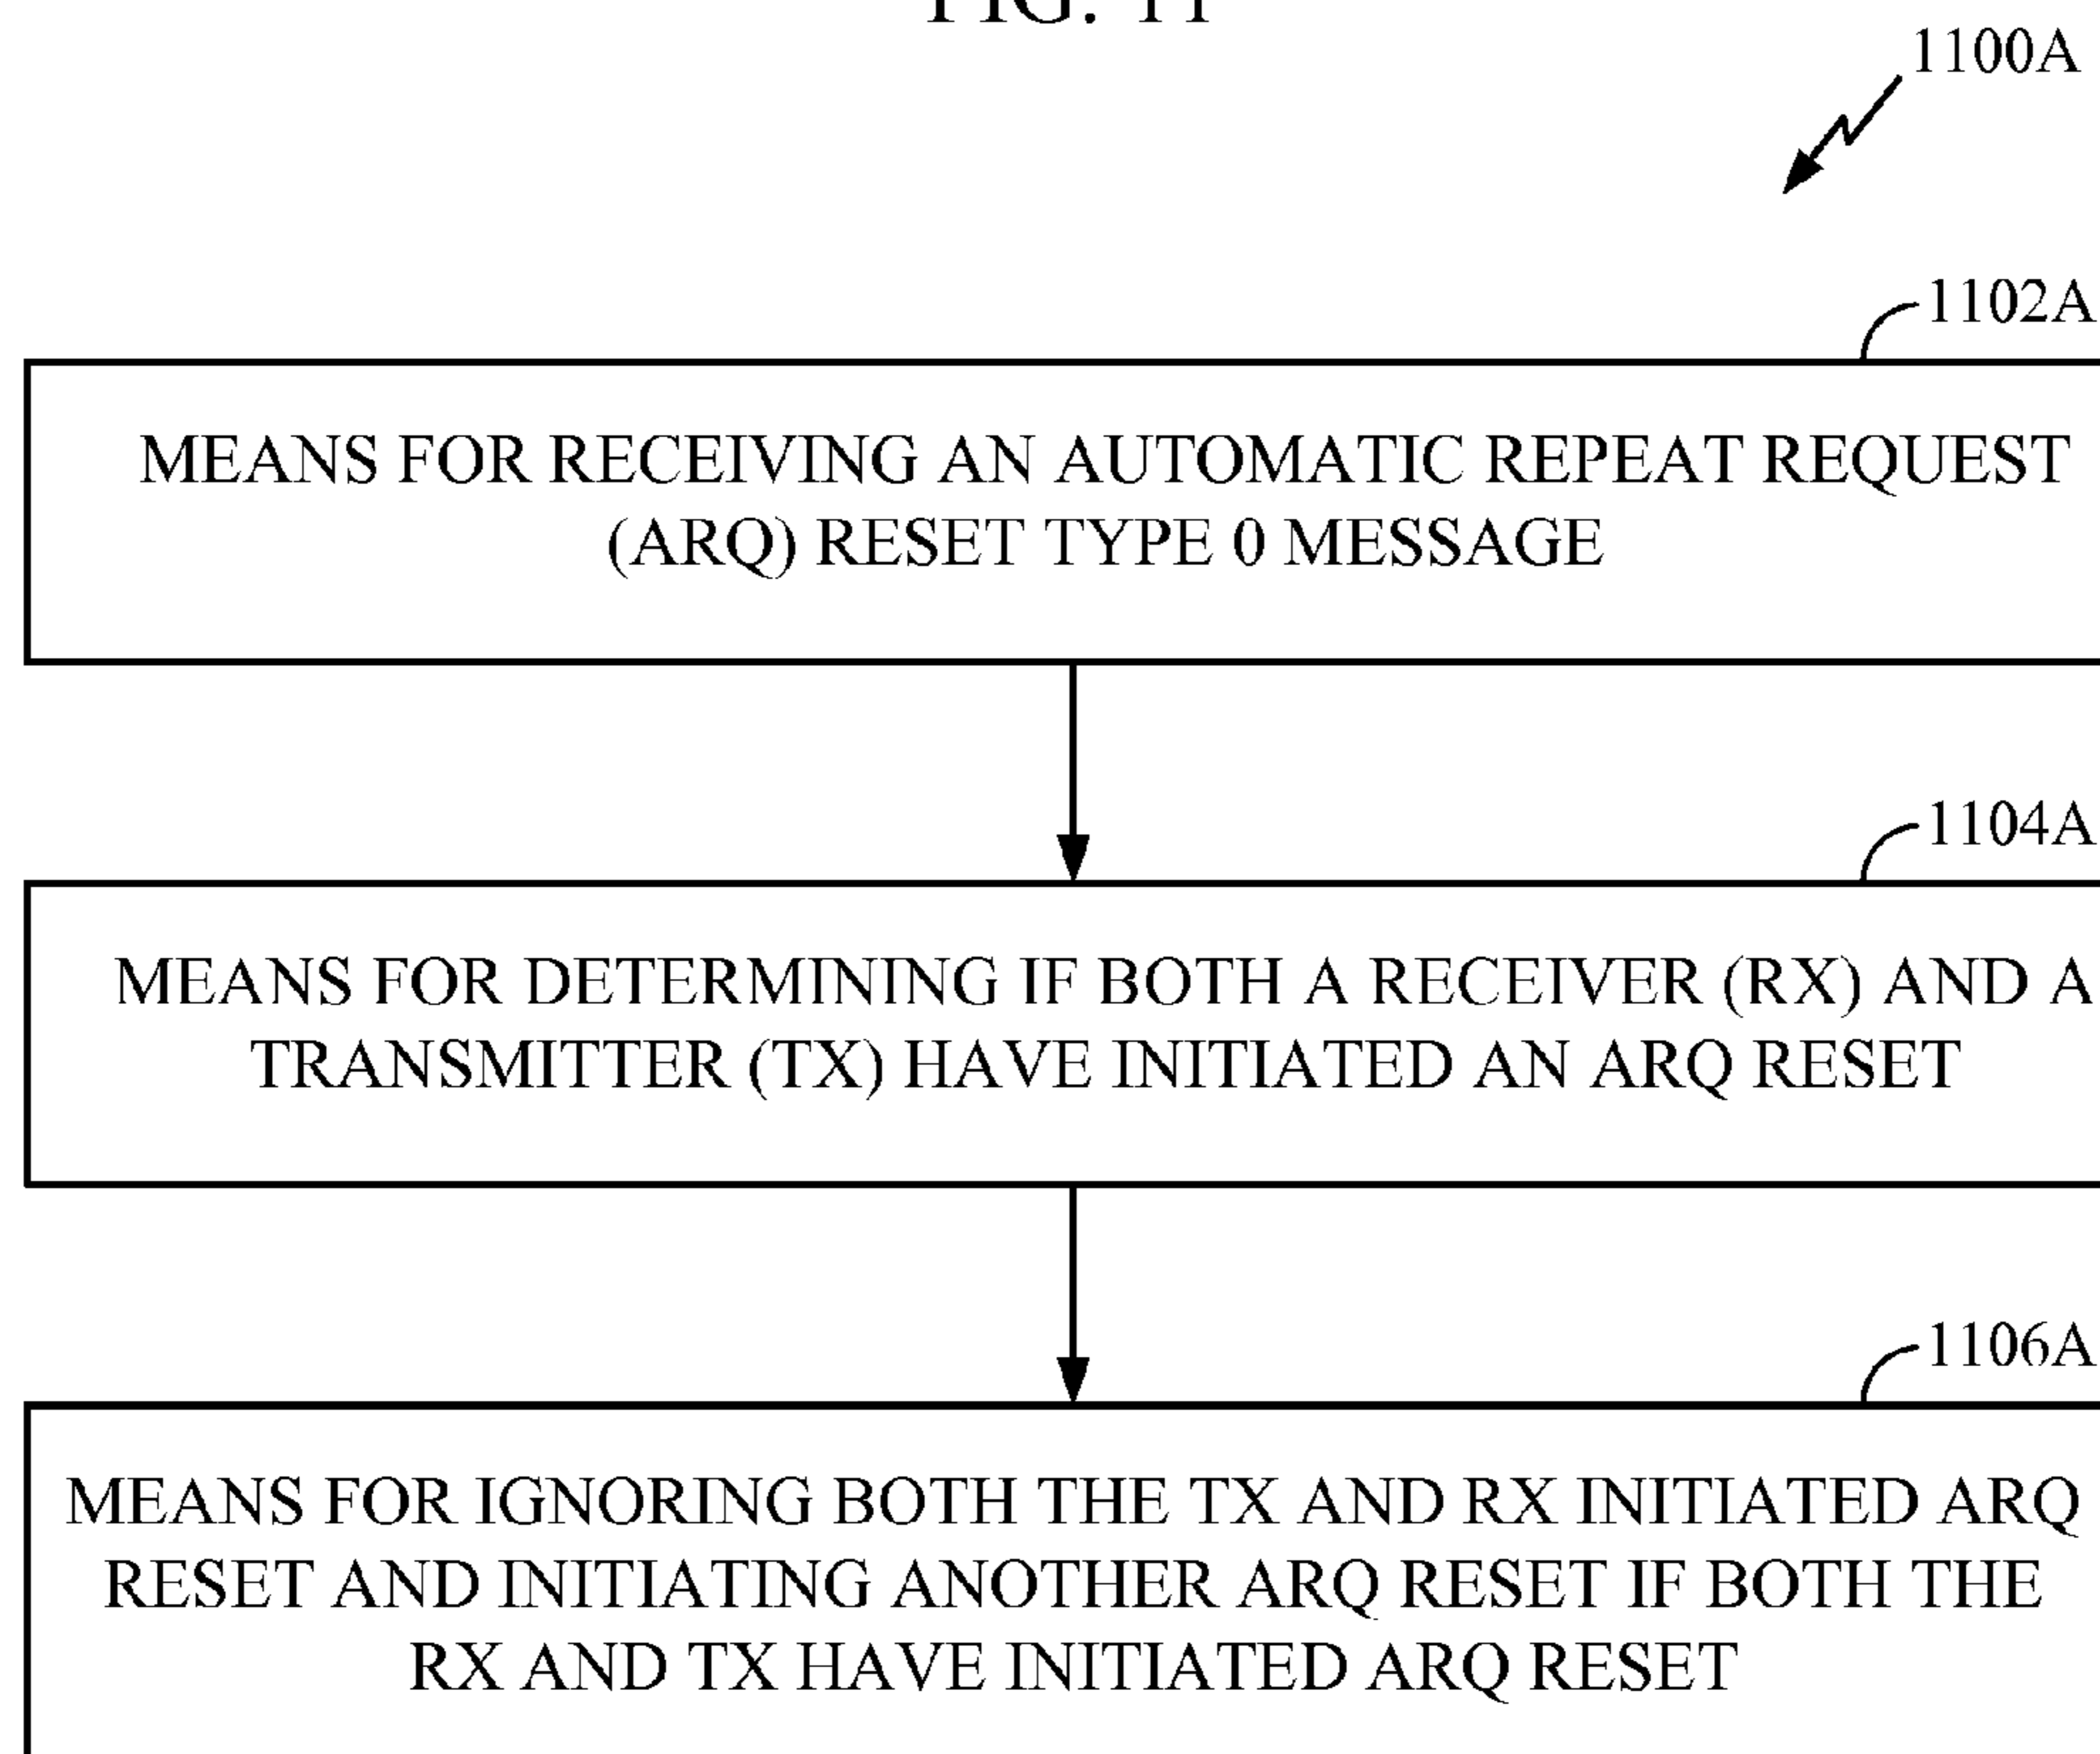 FIG. 11
1100A
1102A
MEANS FOR RECEIVING AN AUTOMATIC REPEAT REQUEST
(ARQ) RESET TYPE 0 MESSAGE
1104A
MEANS FOR DETERMINING IF BOTH A RECEIVER (RX) AND A
TRANSMITTER (TX) HAVE INITIATED AN ARQ RESET
1106A
MEANS FOR IGNORING BOTH THE TX AND RX INITIATED ARQ
RESET AND INITIATING ANOTHER ARQ RESET IF BOTH THE
RX AND TX HAVE INITIATED ARQ RESET